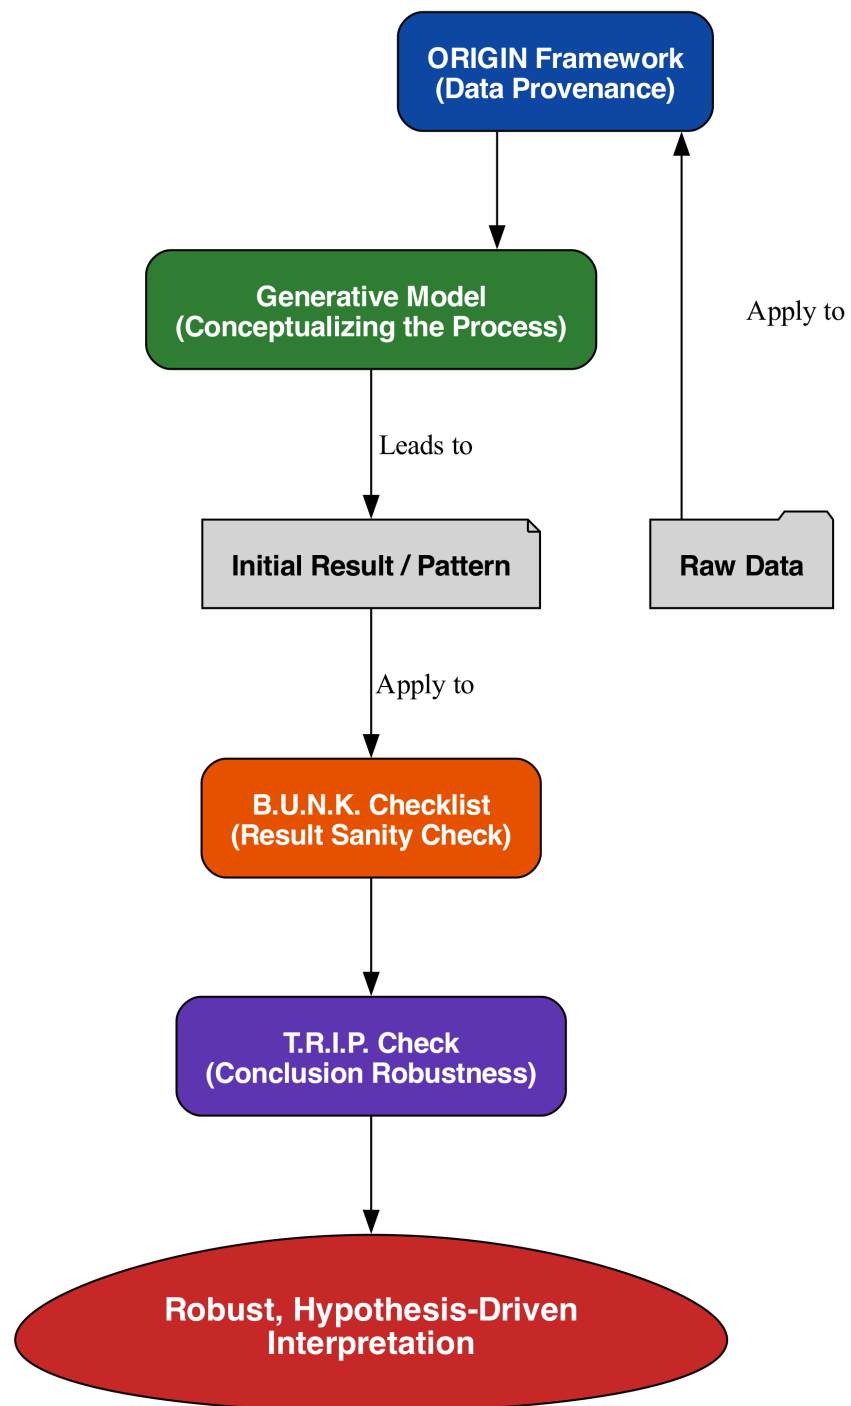 ORIGIN Framework
(Data Provenance)
Generative Model
(Conceptualizing the Process)
Apply to
Leads to
Initial Result / Pattern
Raw Data
Apply to
B.U.N.K. Checklist
(Result Sanity Check)
T.R.I.P. Check
(Conclusion Robustness)
Robust, Hypothesis-Driven
Interpretation